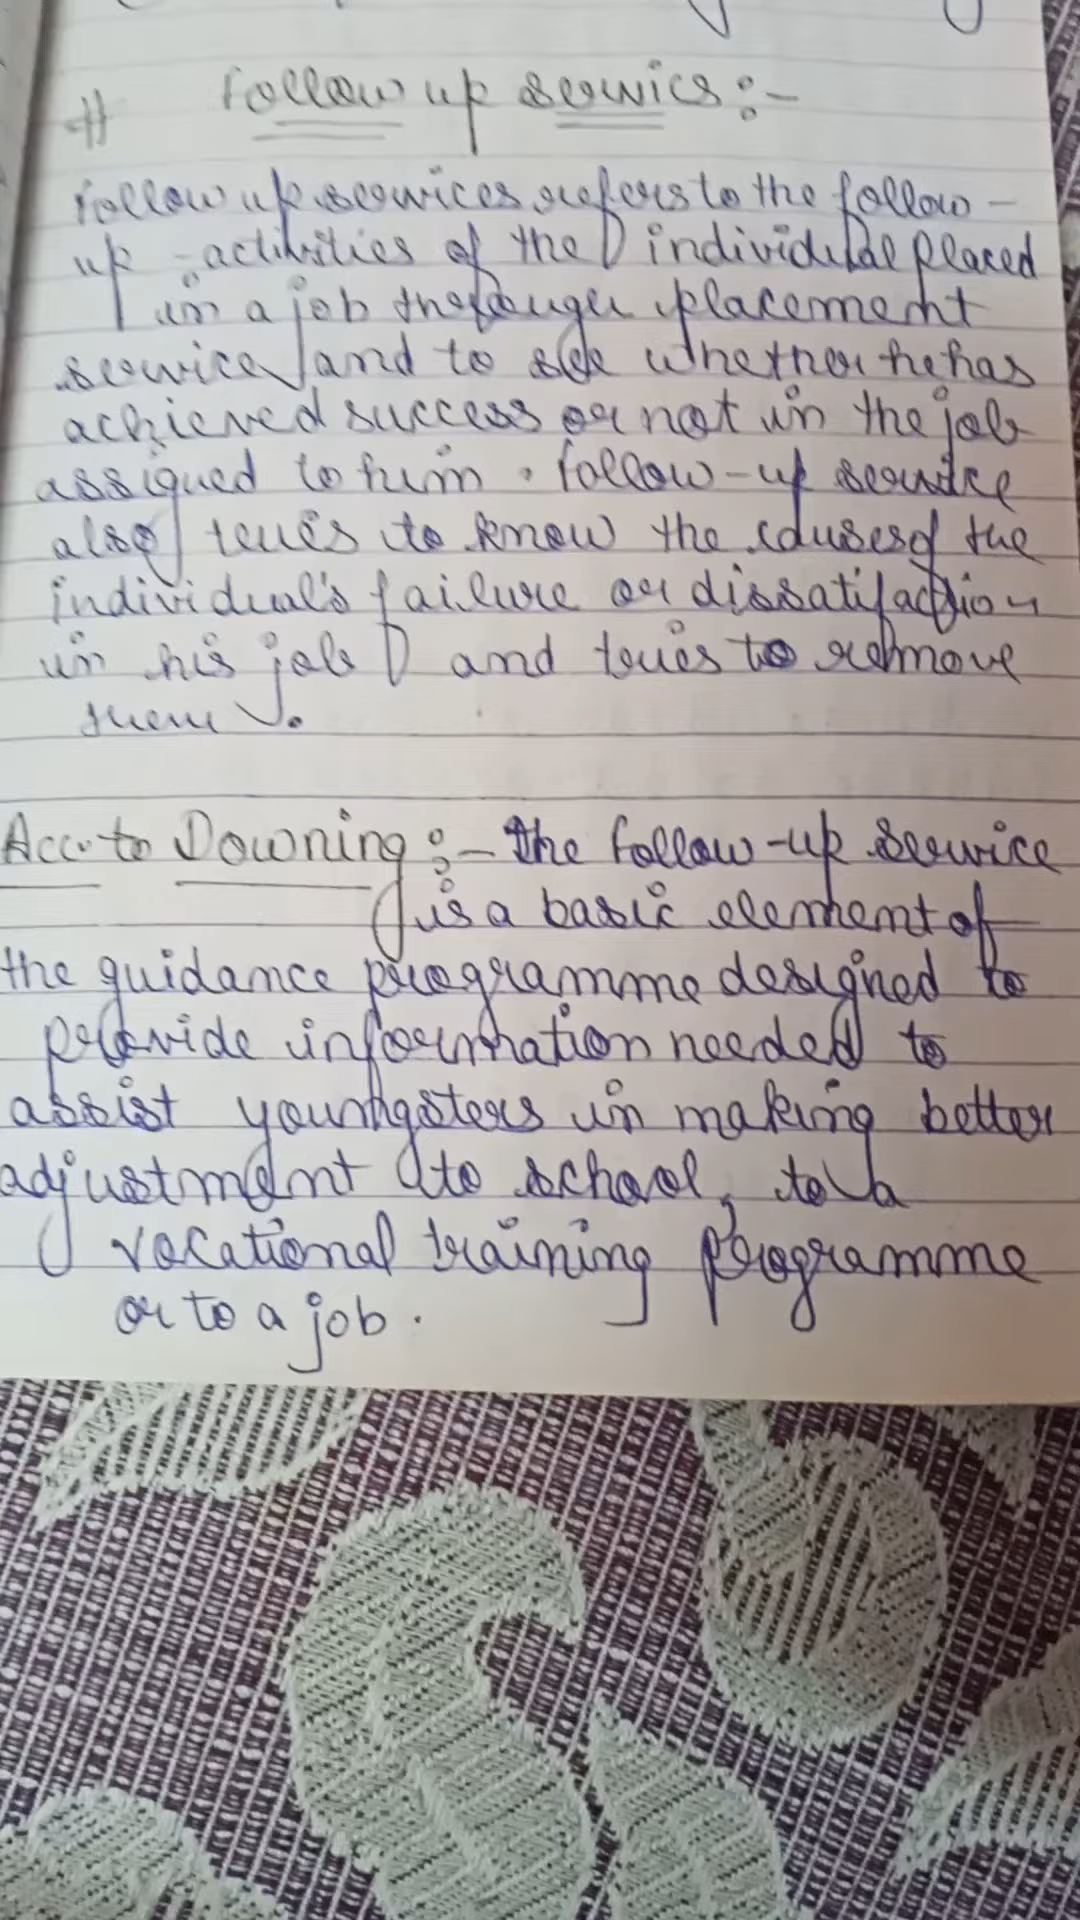 # Follow up servics :-
Follow up services refers to the follow -
up - activities of the individual placed
in a job through placement
service and to see whether he has
achieved success or not in the job
assigned to him . Follow-up service
also tries to know the causes of the
individual's failure or dissatifaction
in his job and tries to remove
them .
Acc. to Downing :- the follow-up service
is a basic element of
the guidance programme designed to
provide information needed to
assist youngsters in making better
adjustment to school, to a
vocational training programme
or to a job .